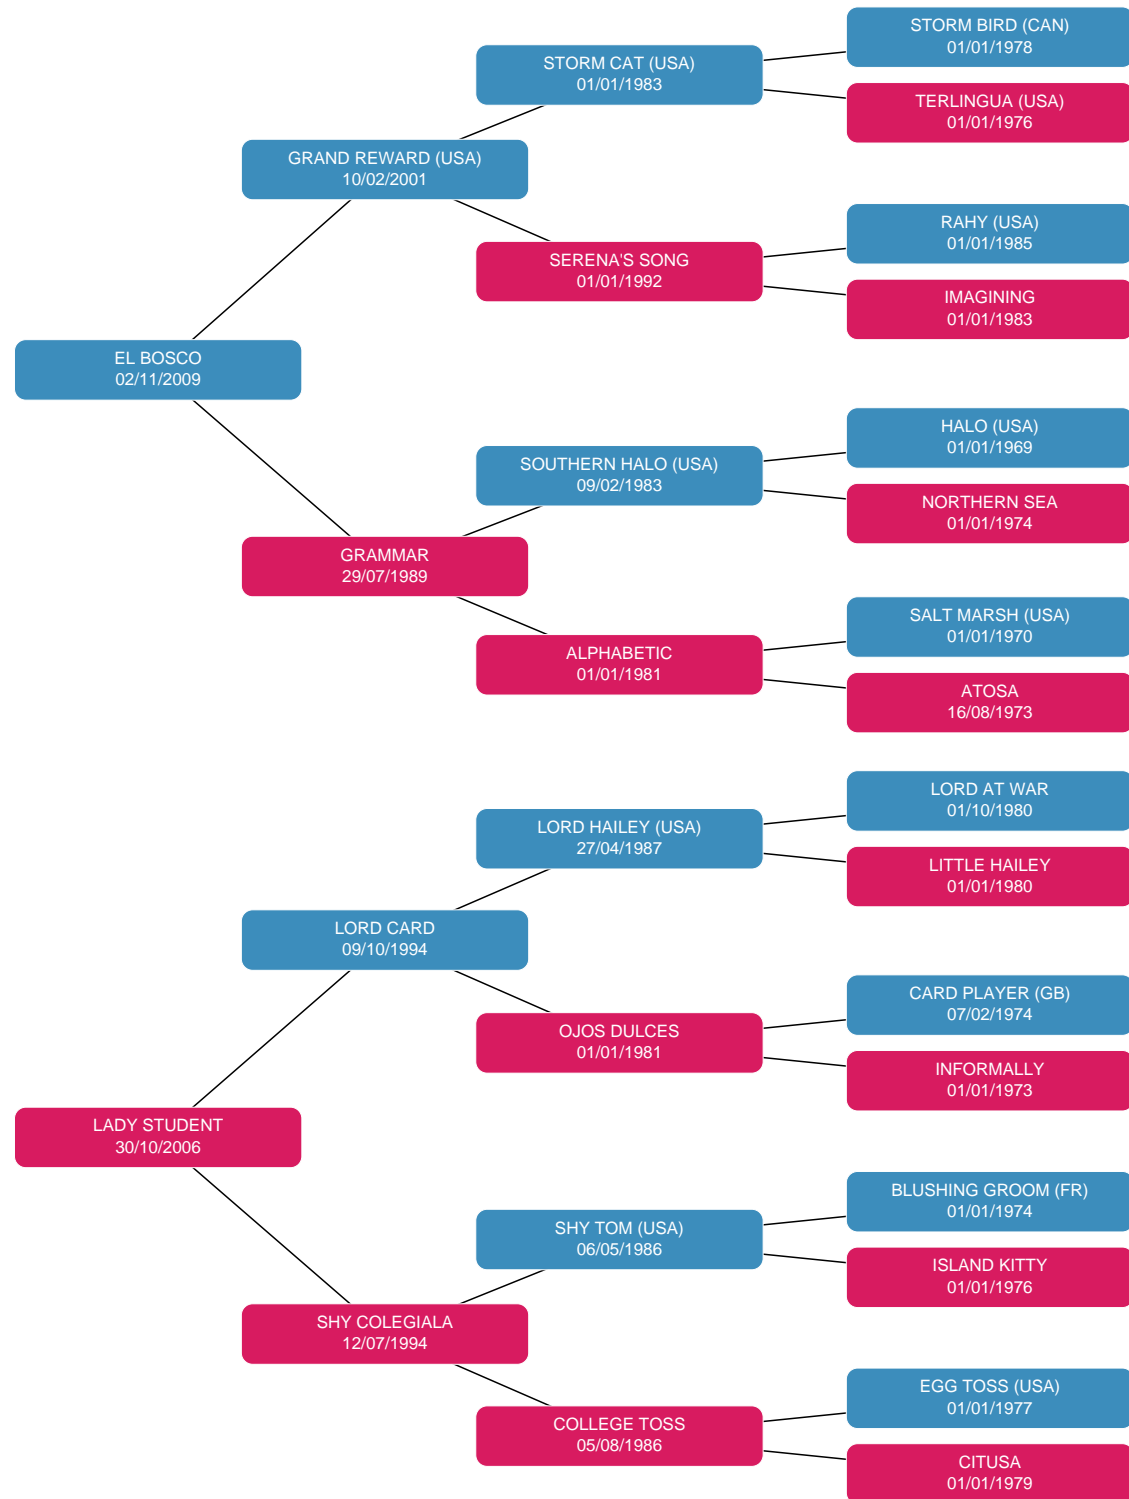 STORM BIRD (CAN)
01/01/1978
STORM CAT (USA)
01/01/1983
TERLINGUA (USA)
01/01/1976
GRAND REWARD (USA)
10/02/2001
RAHY (USA)
01/01/1985
SERENA'S SONG
01/01/1992
IMAGINING
01/01/1983
EL BOSCO
02/11/2009
HALO (USA)
01/01/1969
SOUTHERN HALO (USA)
09/02/1983
NORTHERN SEA
01/01/1974
GRAMMAR
29/07/1989
SALT MARSH (USA)
01/01/1970
ALPHABETIC
01/01/1981
ATOSA
16/08/1973
LORD AT WAR
01/10/1980
LORD HAILEY (USA)
27/04/1987
LITTLE HAILEY
01/01/1980
LORD CARD
09/10/1994
CARD PLAYER (GB)
07/02/1974
OJOS DULCES
01/01/1981
INFORMALLY
01/01/1973
LADY STUDENT
30/10/2006
BLUSHING GROOM (FR)
01/01/1974
SHY TOM (USA)
06/05/1986
ISLAND KITTY
01/01/1976
SHY COLEGIALA
12/07/1994
EGG TOSS (USA)
01/01/1977
COLLEGE TOSS
05/08/1986
CITUSA
01/01/1979